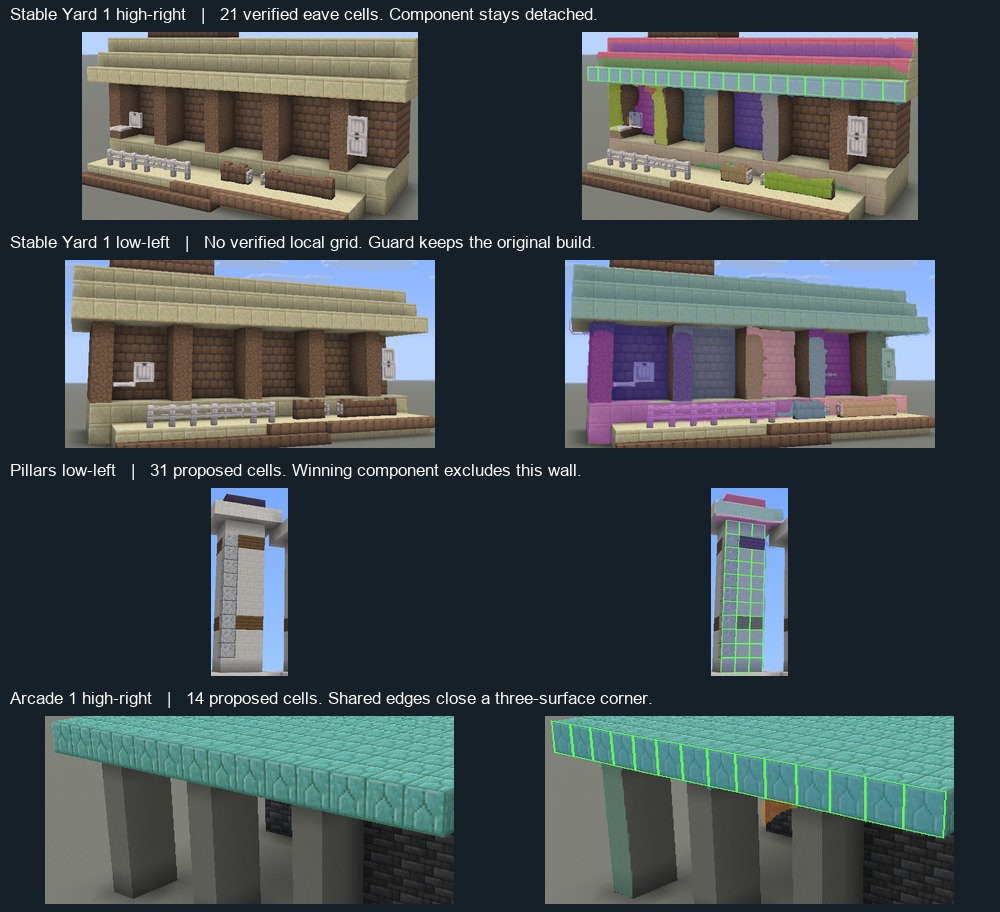 Stable Yard 1 high-right | 21 verified eave cells. Component stays detached.
Stable Yard 1 low-left | No verified local grid. Guard keeps the original build.
Pillars low-left | 31 proposed cells. Winning component excludes this wall.
Arcade 1 high-right | 14 proposed cells. Shared edges close a three-surface corner.